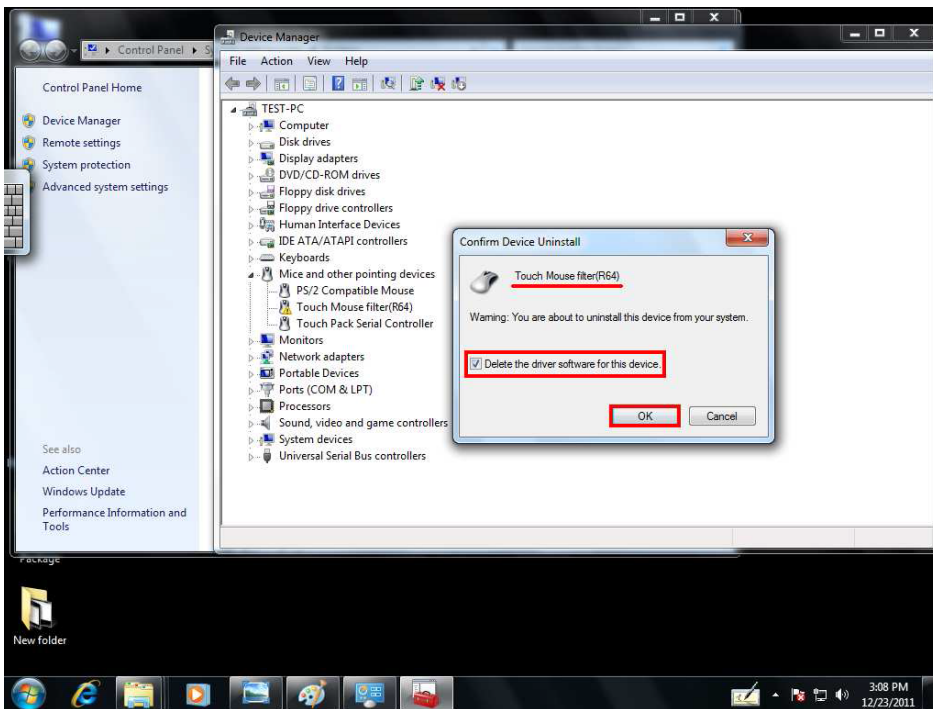 Control Panel
Device Manager
File Action View Help
Control Panel Home
Device Manager
Remote settings
System protection
Advanced system settings
TEST-PC
Computer
Disk drives
Display adapters
DVD/CD-ROM drives
Floppy disk drives
Floppy drive controllers
Human Interface Devices
IDE ATA/ATAPI controllers
Keyboards
Mice and other pointing devices
PS/2 Compatible Mouse
Touch Mouse filter(R64)
Touch Pack Serial Controller
Monitors
Network adapters
Portable Devices
Ports (COM & LPT)
Processors
Sound, video and game controllers
System devices
Universal Serial Bus controllers
Confirm Device Uninstall
Touch Mouse filter(R64)
Warning: You are about to uninstall this device from your system.
Delete the driver software for this device.
OK Cancel
See also
Action Center
Windows Update
Performance Information and
Tools
Package
New folder
3:08 PM
12/23/2011